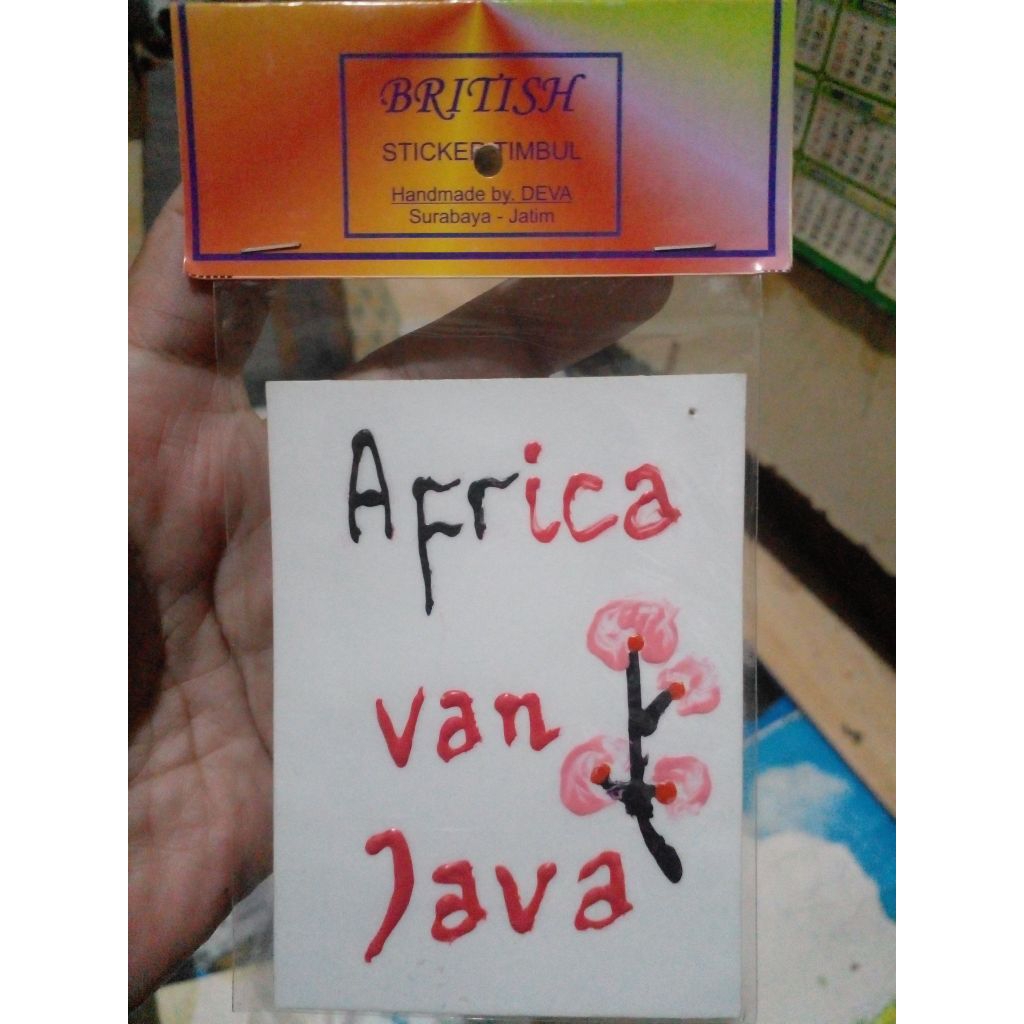 BRITISH
STICKER TIMBUL
Handmade by. DEVA
Surabaya - Jatim
Africa
van
Java